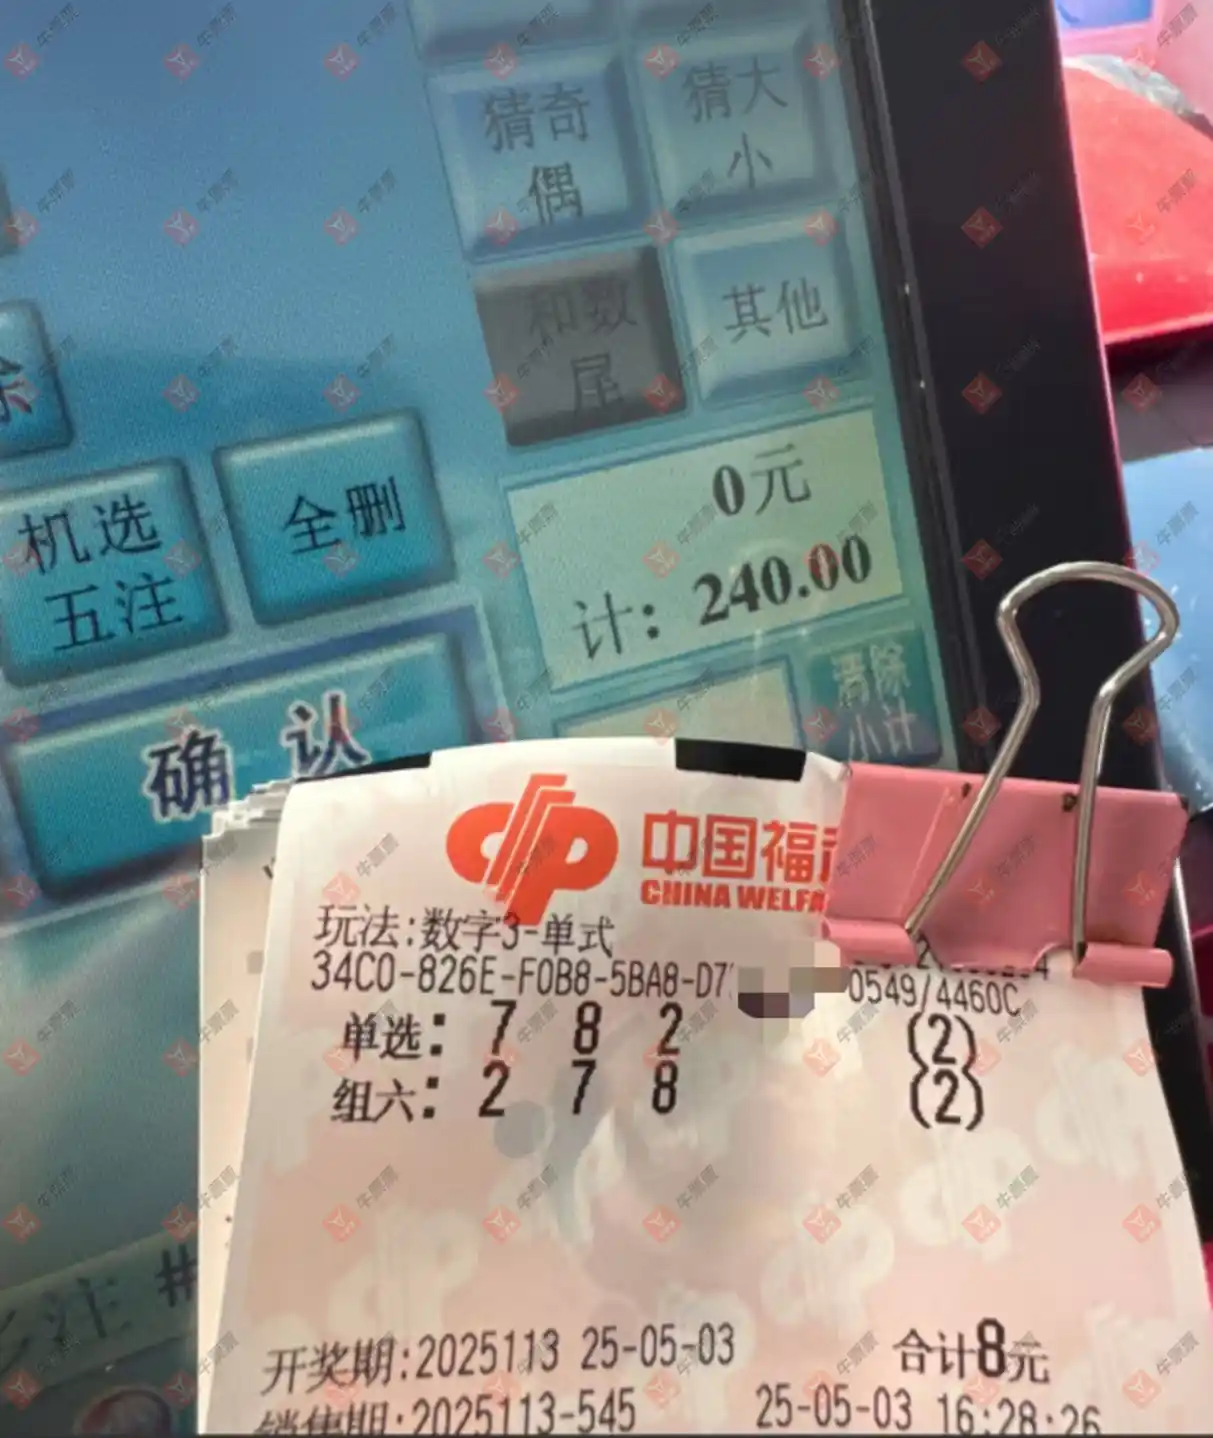 猜奇
偶
猜大
小
和数
尾
其他
机选
五注
全删
0元
计：240.00
清除
小计
确认
中国福
CHINA WELFA
玩法:数字3-单式
34C0-826E-F0B8-5BA8-D7
0549/4460C
单选: 7 8 2 (2)
组六: 2 7 8 (2)
开奖期:2025113 25-05-03 合计8元
销售期:2025113-545 25-05-03 16:28:26
牛票票